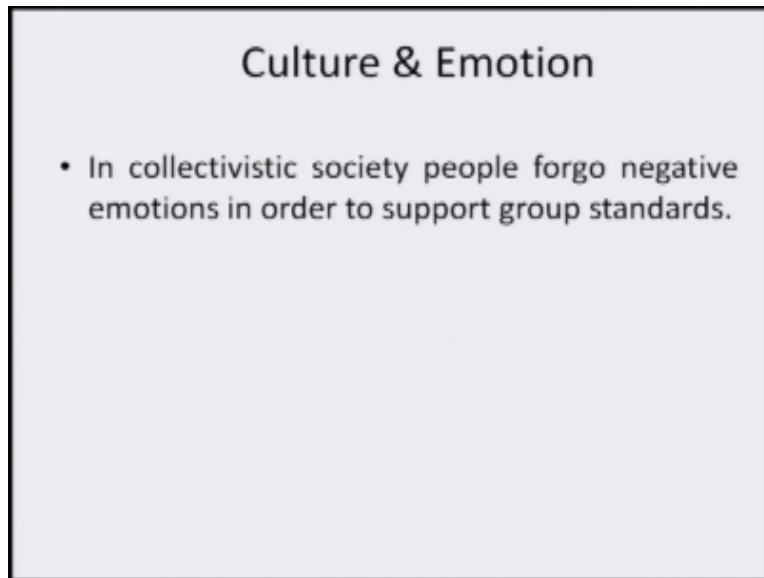 Culture & Emotion
• In collectivistic society people forgo negative
emotions in order to support group standards.